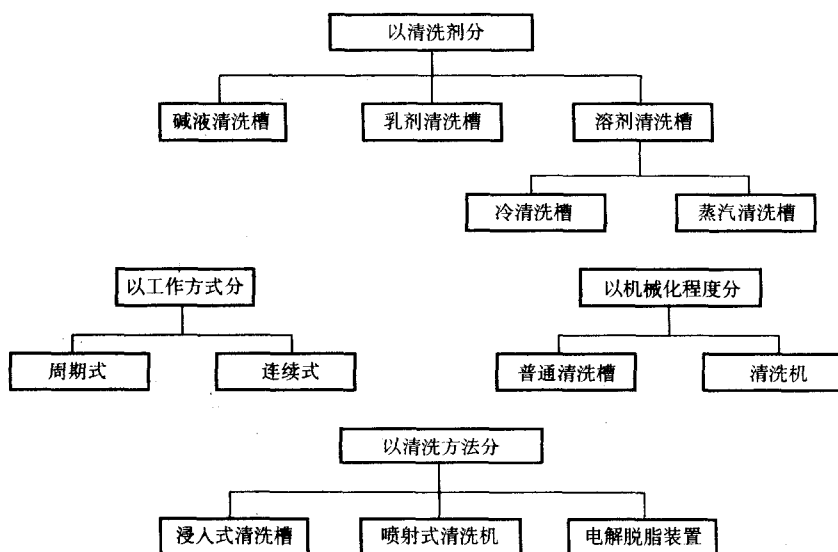 以清洗剂分
碱液清洗槽
乳剂清洗槽
溶剂清洗槽
冷清洗槽
蒸汽清洗槽
以工作方式分
以机械化程度分
周期式
连续式
普通清洗槽
清洗机
以清洗方法分
浸入式清洗槽
喷射式清洗机
电解脱脂装置